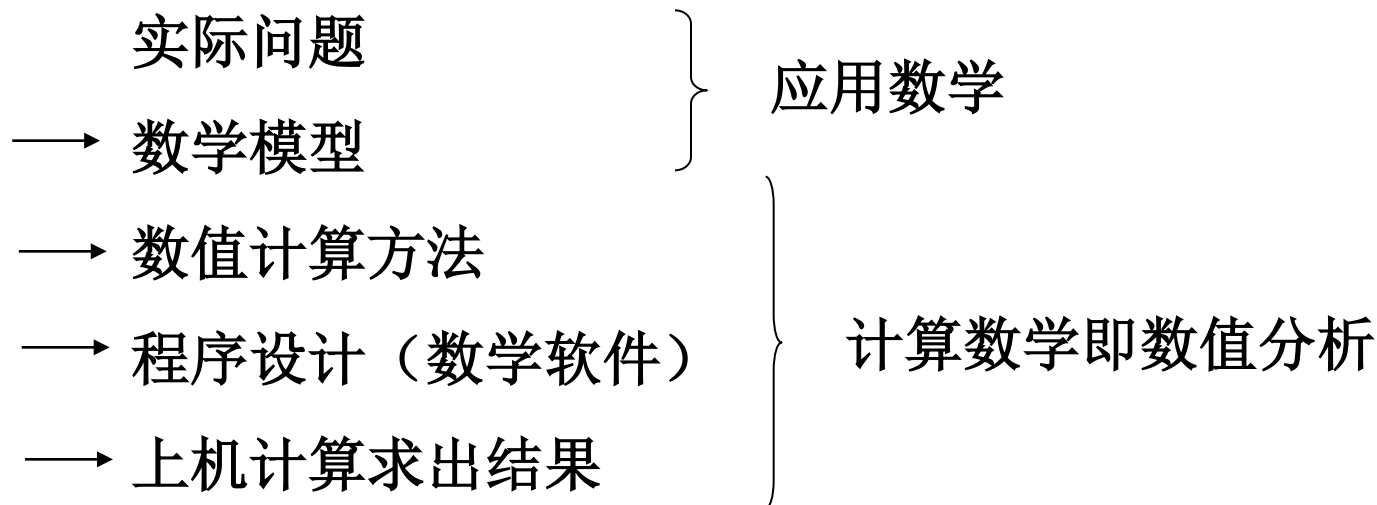 实际问题
应用数学
数学模型
数值计算方法
程序设计（数学软件）
计算数学即数值分析
上机计算求出结果